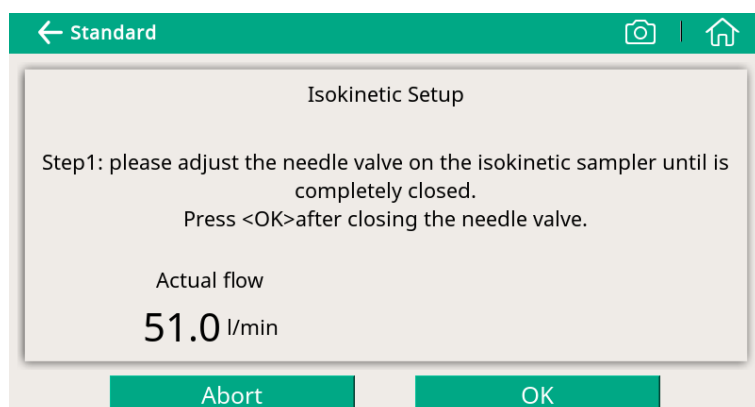 Standard
Isokinetic Setup
Step1: please adjust the needle valve on the isokinetic sampler until is
completely closed.
Press <OK>after closing the needle valve.
Actual flow
51.0 l/min
Abort
OK